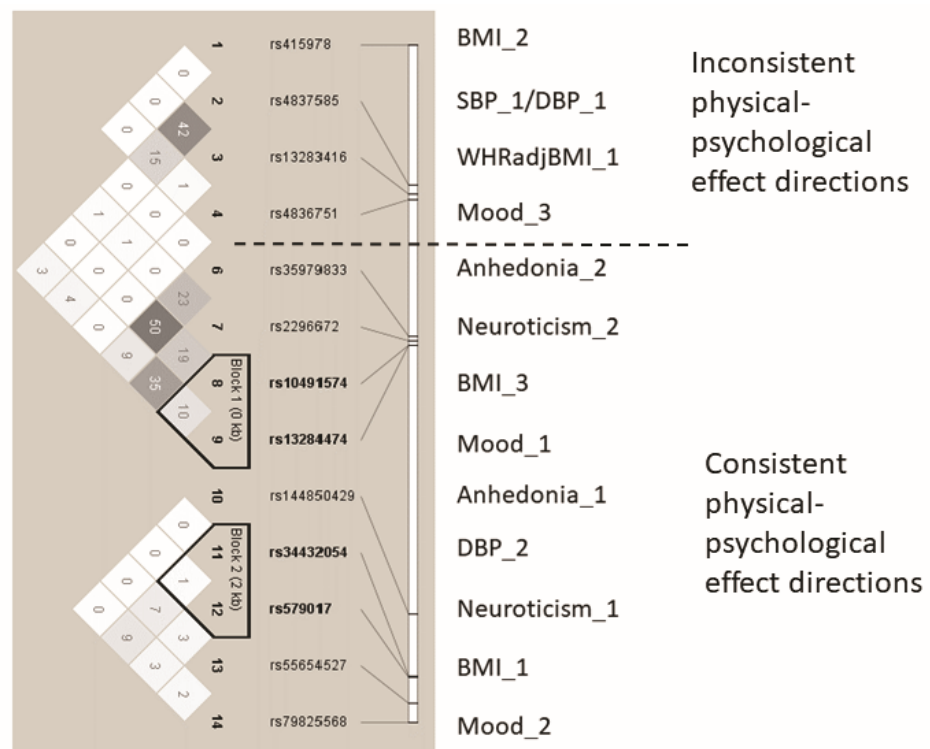 1 rs415978 BMI_2
2 rs4837585 SBP_1/DBP_1
3 rs13283416 WHRadjBMI_1
4 rs4836751 Mood_3
6 rs35979833 Anhedonia_2
7 rs2296672 Neuroticism_2
8 rs10491574 BMI_3
9 rs13284474 Mood_1
10 rs144850429 Anhedonia_1
11 rs34432054 DBP_2
12 rs579017 Neuroticism_1
13 rs55654527 BMI_1
14 rs79825568 Mood_2
Block 1 (0 kb)
Block 2 (2 kb)
0
0
0 42
15
0 1
1 0
0 1 0
3 0 0
4 0 23
0 50
9 19
35
10
0
0
0 1
0 7
9 3
3
2
Inconsistent
physical-
psychological
effect directions
Consistent
physical-
psychological
effect directions